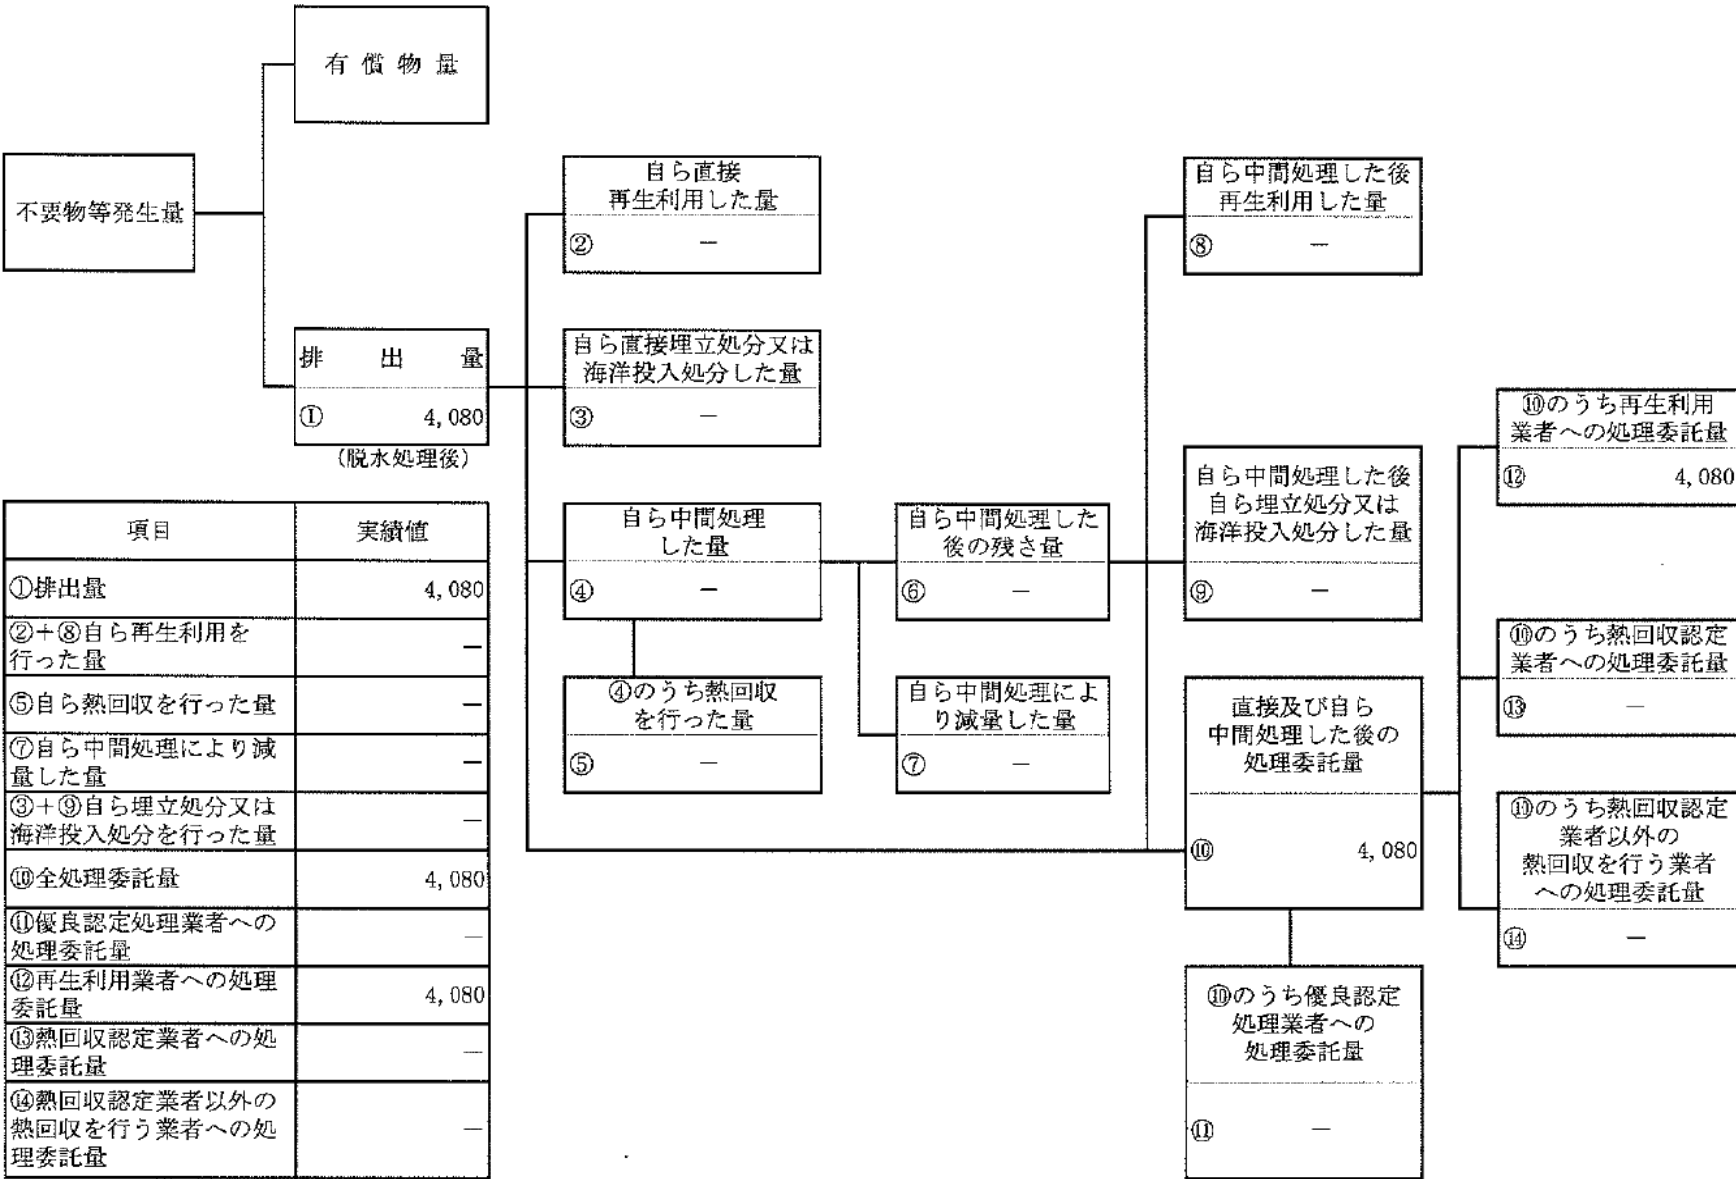 有償物量
不要物等発生量
排出量
① 4,080
(脱水処理後)
自ら直接
再生利用した量
② －
自ら直接埋立処分又は
海洋投入処分した量
③ －
自ら中間処理
した量
④ －
④のうち熱回収
を行った量
⑤ －
自ら中間処理した
後の残さ量
⑥ －
自ら中間処理によ
り減量した量
⑦ －
自ら中間処理した後
再生利用した量
⑧ －
自ら中間処理した後
自ら埋立処分又は
海洋投入処分した量
⑨ －
直接及び自ら
中間処理した後の
処理委託量
⑩ 4,080
⑩のうち優良認定
処理業者への
処理委託量
⑪ －
⑩のうち再生利用
業者への処理委託量
⑫ 4,080
⑩のうち熱回収認定
業者への処理委託量
⑬ －
⑩のうち熱回収認定
業者以外の
熱回収を行う業者
への処理委託量
⑭ －
項目 実績値
①排出量 4,080
②＋⑧自ら再生利用を
行った量 －
⑤自ら熱回収を行った量 －
⑦自ら中間処理により減
量した量 －
③＋⑨自ら埋立処分又は
海洋投入処分を行った量 －
⑩全処理委託量 4,080
⑪優良認定処理業者への
処理委託量 －
⑫再生利用業者への処理
委託量 4,080
⑬熱回収認定業者への処
理委託量 －
⑭熱回収認定業者以外の
熱回収を行う業者への処
理委託量 －